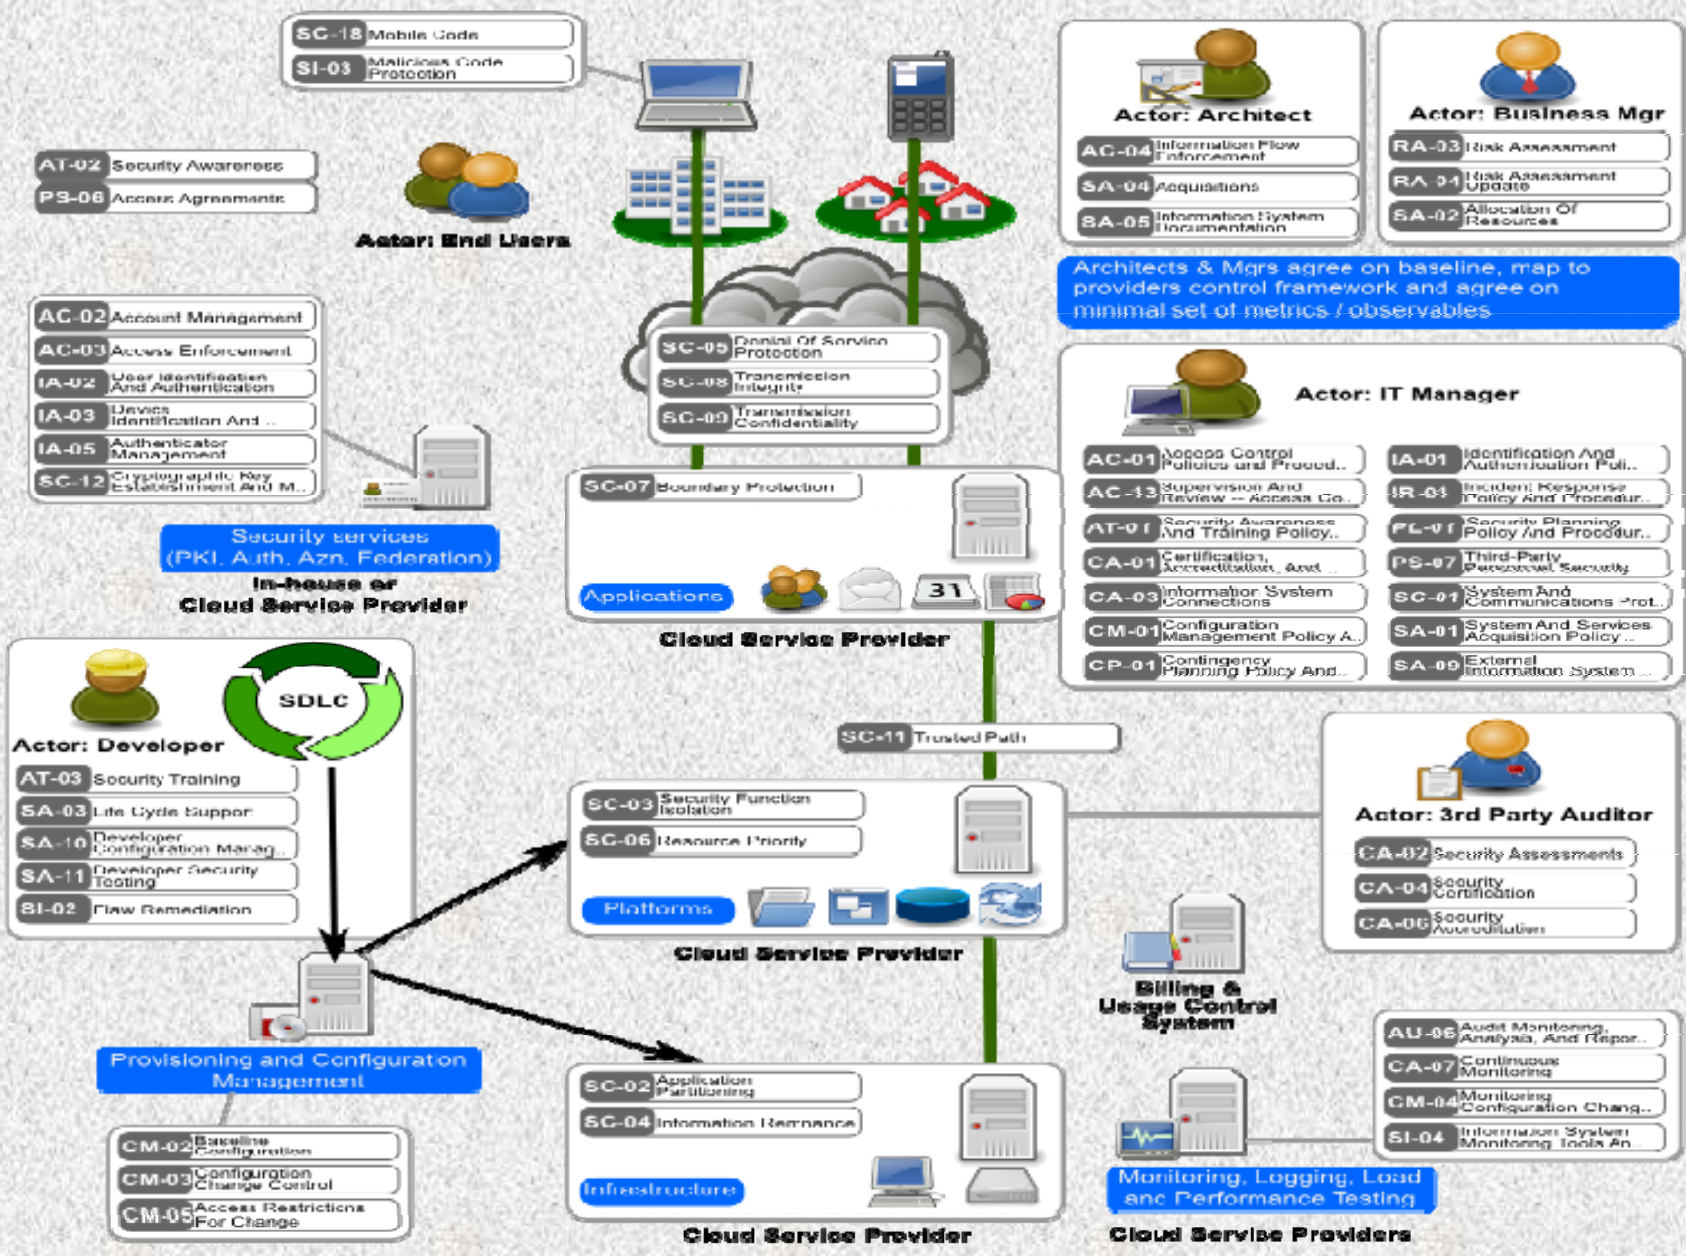 SC-18 Mobile Code
SI-03 Malicious Code
Protection
AT-02 Security Awareness
PS-06 Access Agreements
Actor: End Users
Actor: Architect
AC-04 Information Flow
Enforcement
SA-04 Acquisitions
SA-05 Information System
Documentation
Actor: Business Mgr
RA-03 Risk Assessment
RA-04 Risk Assessment
Update
SA-02 Allocation Of
Resources
Architects & Mgrs agree on baseline, map to
providers control framework and agree on
minimal set of metrics / observables
AC-02 Account Management
AC-03 Access Enforcement
IA-02 User Identification
And Authentication
IA-03 Device
Identification And ..
IA-05 Authenticator
Management
SC-12 Cryptographic Key
Establishment And M..
Security services
(PKI, Auth, Azn, Federation)
In-house or
Cloud Service Provider
SC-05 Denial Of Service
Protection
SC-08 Transmission
Integrity
SC-09 Transmission
Confidentiality
SC-07 Boundary Protection
31
Applications
Cloud Service Provider
Actor: IT Manager
AC-01 Access Control
Policies and Proced..
AC-13 Supervision And
Review -- Access Co..
AT-01 Security Awareness
And Training Policy..
CA-01 Certification,
Accreditation, And ..
CA-03 Information System
Connections
CM-01 Configuration
Management Policy A..
CP-01 Contingency
Planning Policy And..
IA-01 Identification And
Authentication Poli..
IR-01 Incident Response
Policy And Procedur..
PL-01 Security Planning
Policy And Procedur..
PS-07 Third-Party
Personnel Security
SC-01 System And
Communications Prot..
SA-01 System And Services
Acquisition Policy ..
SA-09 External
Information System ..
SDLC
Actor: Developer
AT-03 Security Training
SA-03 Life Cycle Support
SA-10 Developer
Configuration Manag..
SA-11 Developer Security
Testing
SI-02 Flaw Remediation
SC-11 Trusted Path
SC-03 Security Function
Isolation
SC-06 Resource Priority
Platforms
Cloud Service Provider
Actor: 3rd Party Auditor
CA-02 Security Assessments
CA-04 Security
Certification
CA-06 Security
Accreditation
Billing &
Usage Control
System
Provisioning and Configuration
Management
CM-02 Baseline
Configuration
CM-03 Configuration
Change Control
CM-05 Access Restrictions
For Change
SC-02 Application
Partitioning
SC-04 Information Remnance
Infrastructure
Cloud Service Provider
AU-06 Audit Monitoring,
Analysis, And Repor..
CA-07 Continuous
Monitoring
CM-04 Monitoring
Configuration Chang..
SI-04 Information System
Monitoring Tools An..
Monitoring, Logging, Load
and Performance Testing
Cloud Service Providers